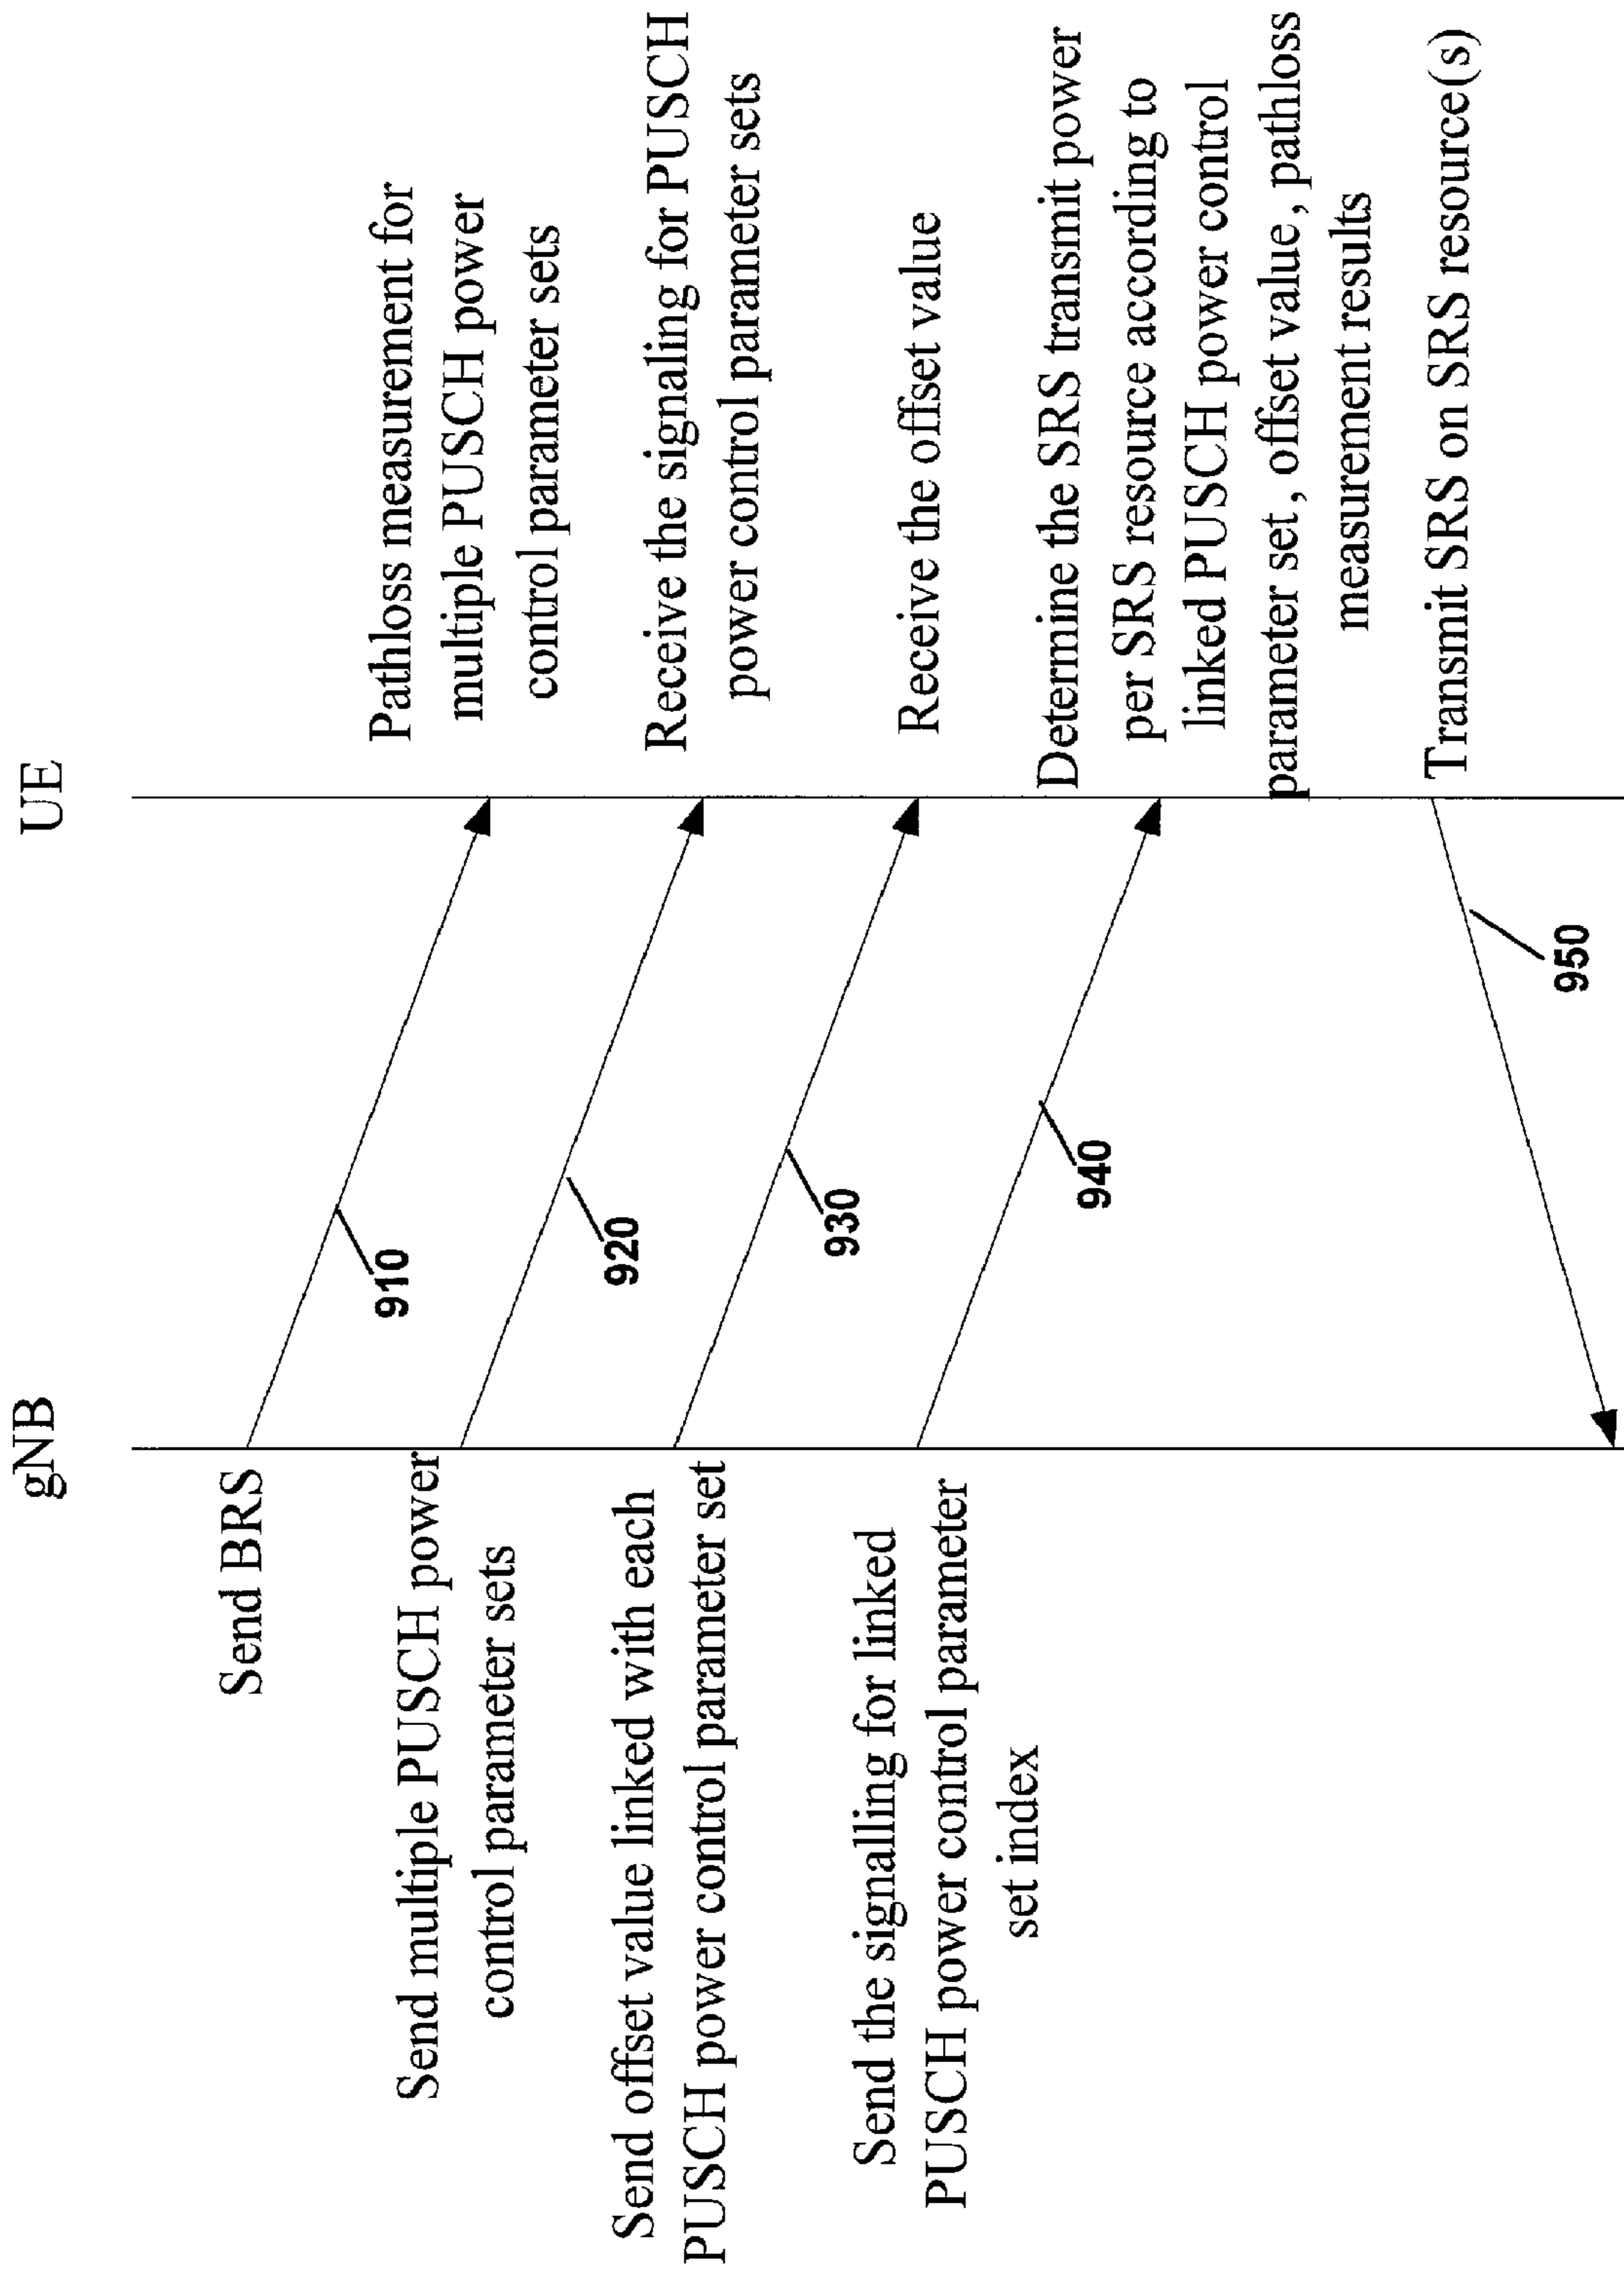 gNB
UE
Send BRS
910
Pathloss measurement for
multiple PUSCH power
control parameter sets
Send multiple PUSCH power
control parameter sets
920
Receive the signaling for PUSCH
power control parameter sets
Send offset value linked with each
PUSCH power control parameter set
930
Receive the offset value
Send the signalling for linked
PUSCH power control parameter
set index
940
Determine the SRS transmit power
per SRS resource according to
linked PUSCH power control
parameter set , offset value , pathloss
measurement results
Transmit SRS on SRS resource(s)
950